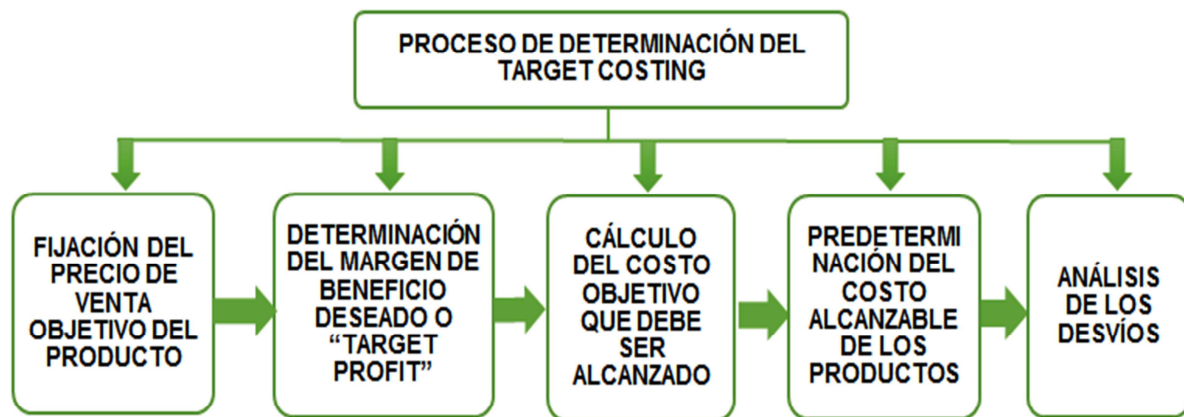 PROCESO DE DETERMINACIÓN DEL
TARGET COSTING
FIJACIÓN DEL
PRECIO DE
VENTA
OBJETIVO DEL
PRODUCTO
DETERMINACIÓN
DEL MARGEN DE
BENEFICIO
DESEADO O
“TARGET
PROFIT”
CÁLCULO
DEL COSTO
OBJETIVO
QUE DEBE
SER
ALCANZADO
PREDETERMI
NACIÓN DEL
COSTO
ALCANZABLE
DE LOS
PRODUCTOS
ANÁLISIS
DE LOS
DESVÍOS